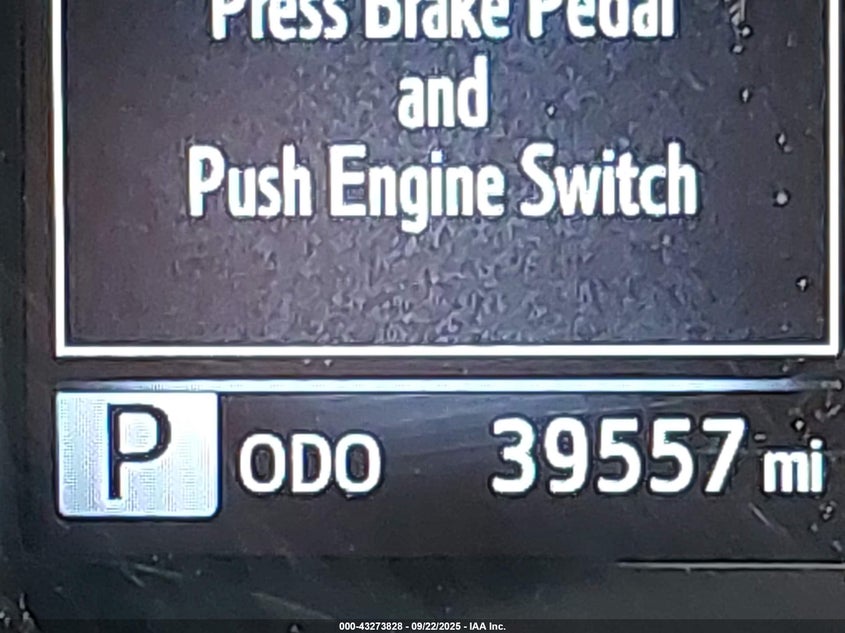 Press Brake Pedal
and
Push Engine Switch
P ODO 39557 mi
000-43273828 - 09/22/2025 - IAA Inc.